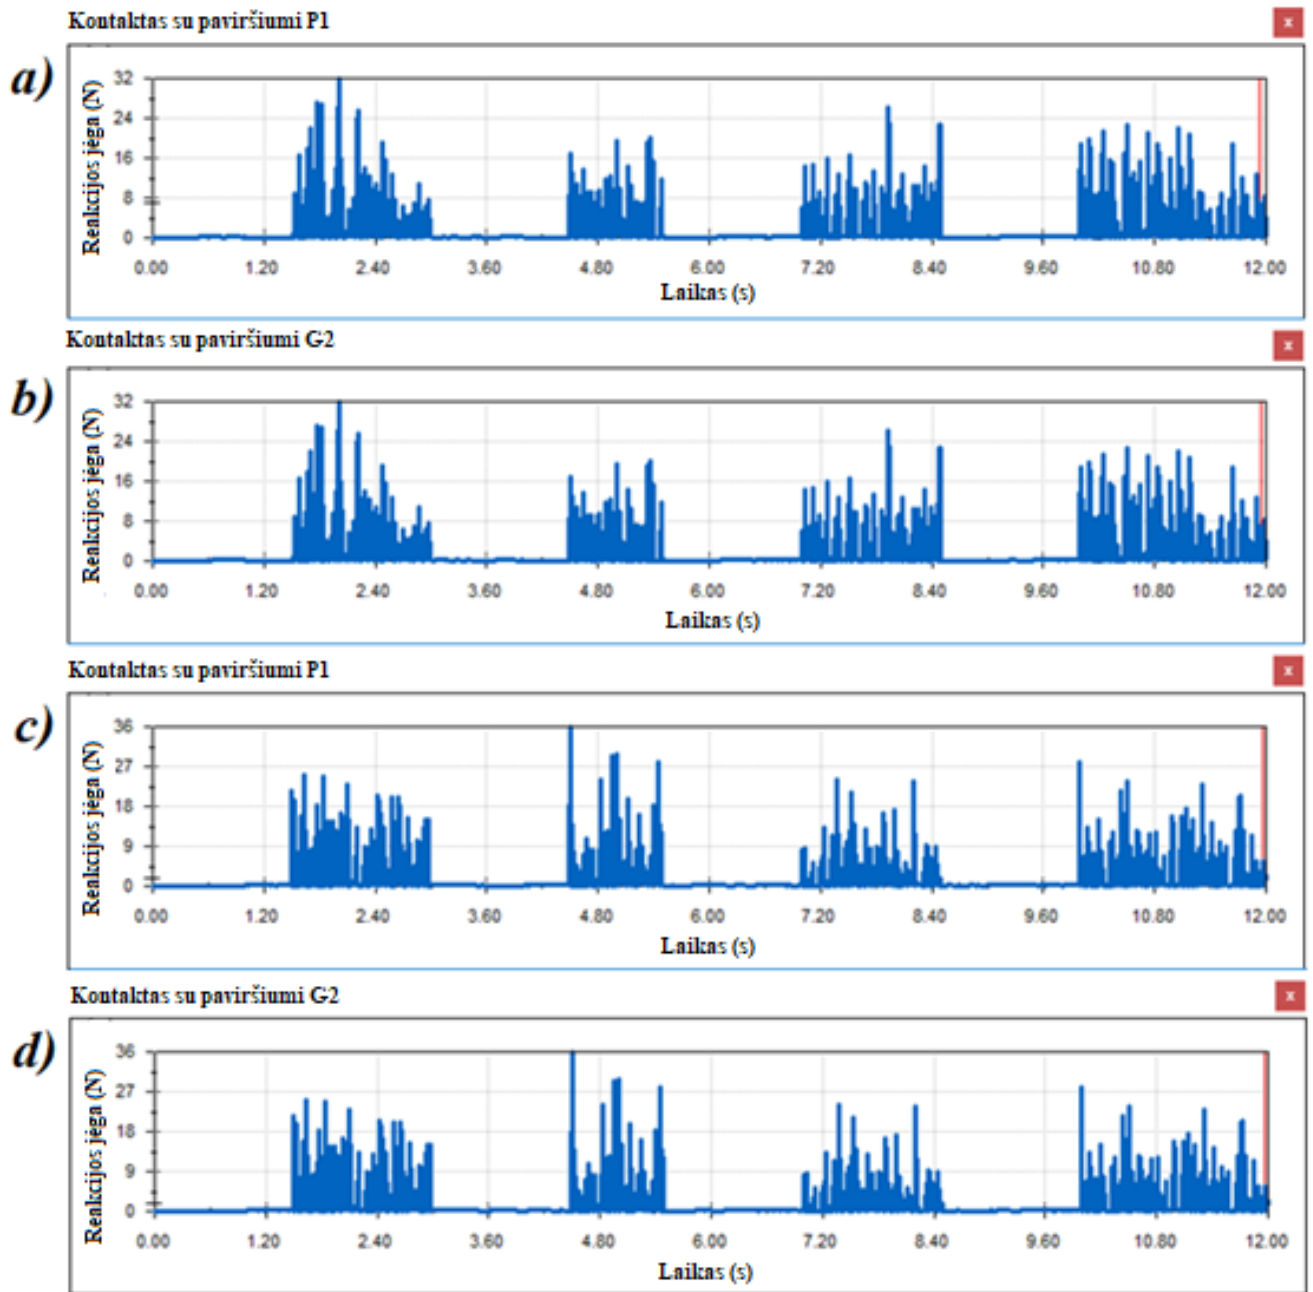 Kontaktas su paviršiumi P1
x
a)
Reakcijos jėga (N)
32
24
16
8
0
0.00 1.20 2.40 3.60 4.80 6.00 7.20 8.40 9.60 10.80 12.00
Laikas (s)
Kontaktas su paviršiumi G2
x
b)
Reakcijos jėga (N)
32
24
16
8
0
0.00 1.20 2.40 3.60 4.80 6.00 7.20 8.40 9.60 10.80 12.00
Laikas (s)
Kontaktas su paviršiumi P1
x
c)
Reakcijos jėga (N)
36
27
18
9
0
0.00 1.20 2.40 3.60 4.80 6.00 7.20 8.40 9.60 10.80 12.00
Laikas (s)
Kontaktas su paviršiumi G2
x
d)
Reakcijos jėga (N)
36
27
18
9
0
0.00 1.20 2.40 3.60 4.80 6.00 7.20 8.40 9.60 10.80 12.00
Laikas (s)